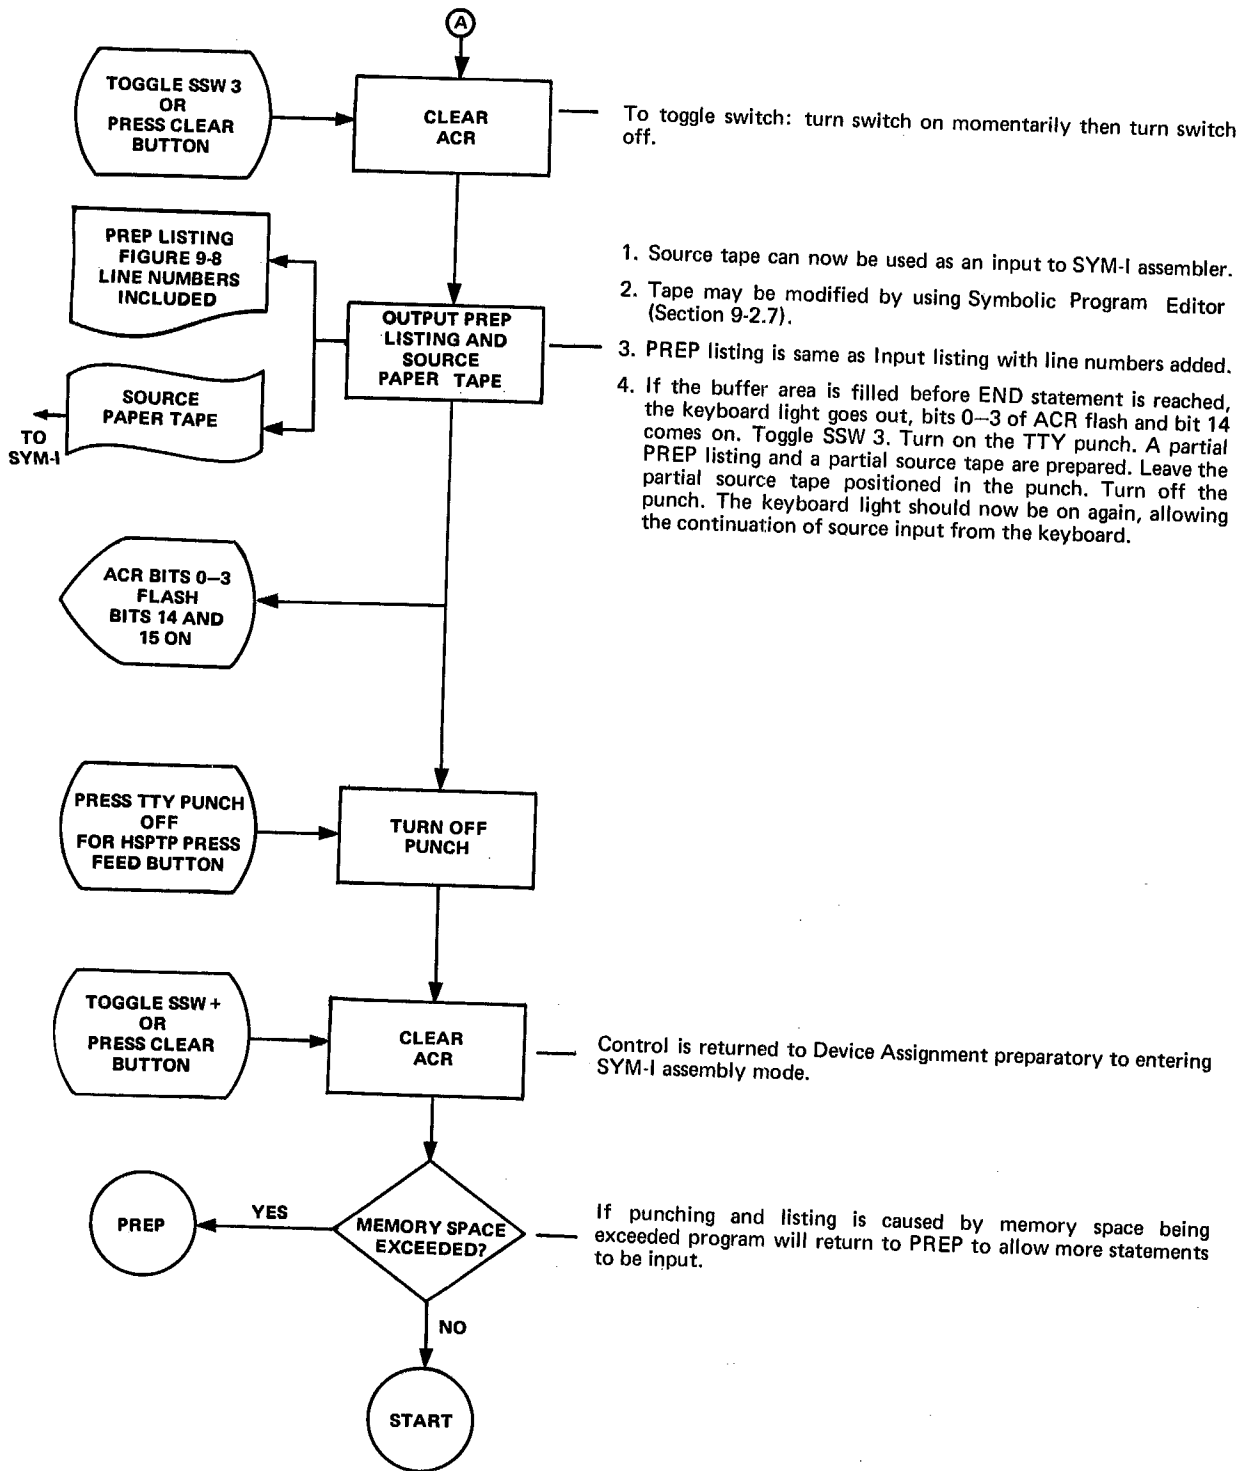 A
TOGGLE SSW 3
OR
PRESS CLEAR
BUTTON
CLEAR
ACR
To toggle switch: turn switch on momentarily then turn switch
off.
PREP LISTING
FIGURE 9-8
LINE NUMBERS
INCLUDED
OUTPUT PREP
LISTING AND
SOURCE
PAPER TAPE
SOURCE
PAPER TAPE
TO
SYM-I
1. Source tape can now be used as an input to SYM-I assembler.
2. Tape may be modified by using Symbolic Program Editor
(Section 9-2.7).
3. PREP listing is same as Input listing with line numbers added.
4. If the buffer area is filled before END statement is reached,
the keyboard light goes out, bits 0–3 of ACR flash and bit 14
comes on. Toggle SSW 3. Turn on the TTY punch. A partial
PREP listing and a partial source tape are prepared. Leave the
partial source tape positioned in the punch. Turn off the
punch. The keyboard light should now be on again, allowing
the continuation of source input from the keyboard.
ACR BITS 0–3
FLASH
BITS 14 AND
15 ON
PRESS TTY PUNCH
OFF
FOR HSPTP PRESS
FEED BUTTON
TURN OFF
PUNCH
TOGGLE SSW +
OR
PRESS CLEAR
BUTTON
CLEAR
ACR
Control is returned to Device Assignment preparatory to entering
SYM-I assembly mode.
PREP
YES
MEMORY SPACE
EXCEEDED?
If punching and listing is caused by memory space being
exceeded program will return to PREP to allow more statements
to be input.
NO
START